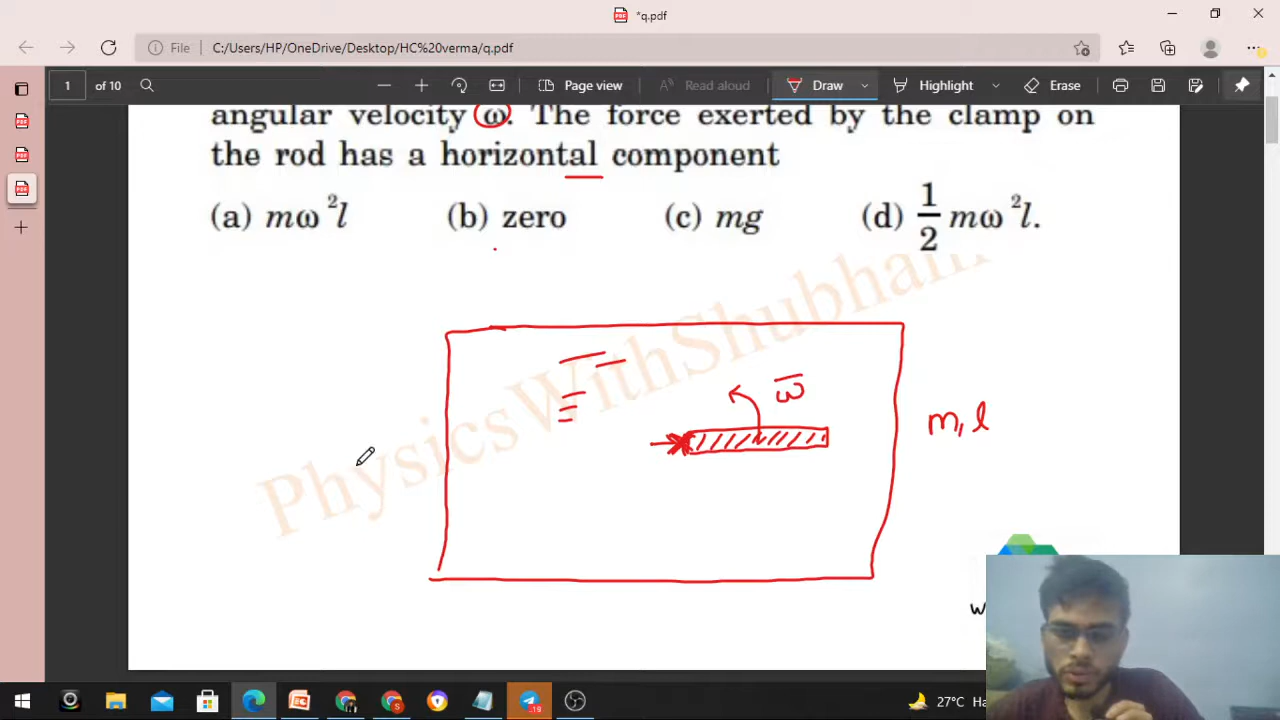 *q.pdf
File C:/Users/HP/OneDrive/Desktop/HC%20verma/q.pdf
1 of 10 Page view Read aloud Draw Highlight Erase
angular velocity ω. The force exerted by the clamp on
the rod has a horizontal component
(a) mω²l (b) zero (c) mg (d) 1/2 mω²l.
PhysicsWithShubham
ω
m, l
w
19
27°C Ha